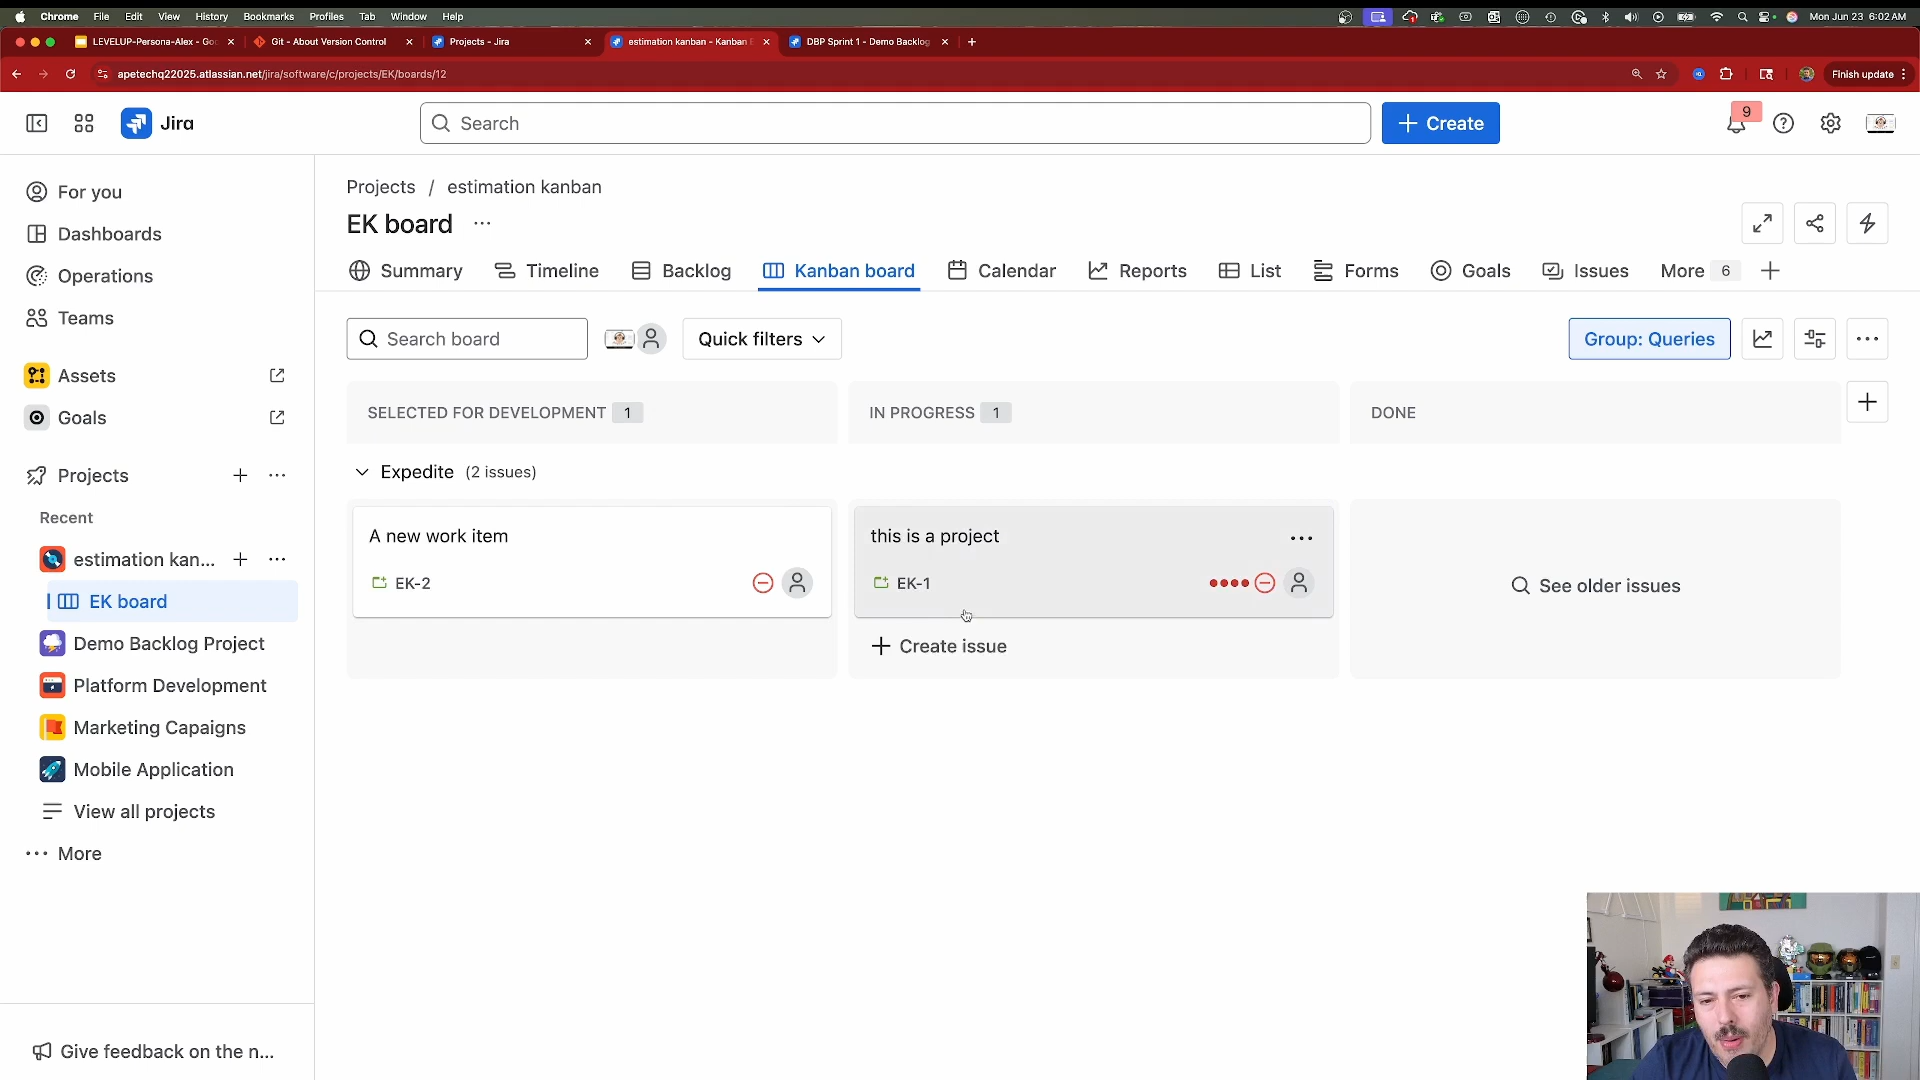 Chrome File Edit View History Bookmarks Profiles Tab Window Help Mon Jun 23 6:02 AM
LEVELUP-Persona-Alex - Goo
Git - About Version Control
Projects - Jira
estimation kanban - Kanban
DBP Sprint 1 - Demo Backlog
apetechq22025.atlassian.net/jira/software/c/projects/EK/boards/12
Finish update
Jira
Search
Create
9
For you
Dashboards
Operations
Teams
Assets
Goals
Projects
Recent
estimation kan...
EK board
Demo Backlog Project
Platform Development
Marketing Capaigns
Mobile Application
View all projects
More
Give feedback on the n...
Projects / estimation kanban
EK board
Summary Timeline Backlog Kanban board Calendar Reports List Forms Goals Issues More 6
Search board
Quick filters
Group: Queries
SELECTED FOR DEVELOPMENT 1
IN PROGRESS 1
DONE
Expedite (2 issues)
A new work item
EK-2
this is a project
EK-1
Create issue
See older issues